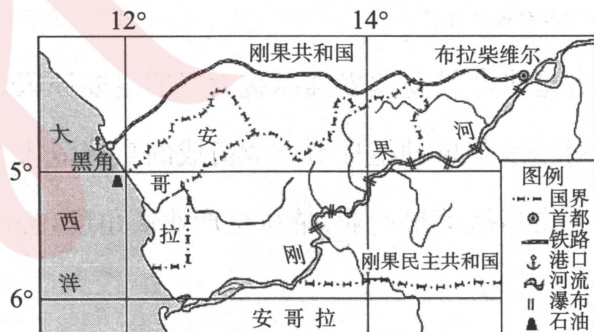 12°
14°
刚果共和国
布拉柴维尔
大
西
洋
黑角
5°
安
哥
拉
刚
果
河
刚果民主共和国
6°
安哥拉
图例
国界
首都
铁路
港口
河流
瀑布
石油